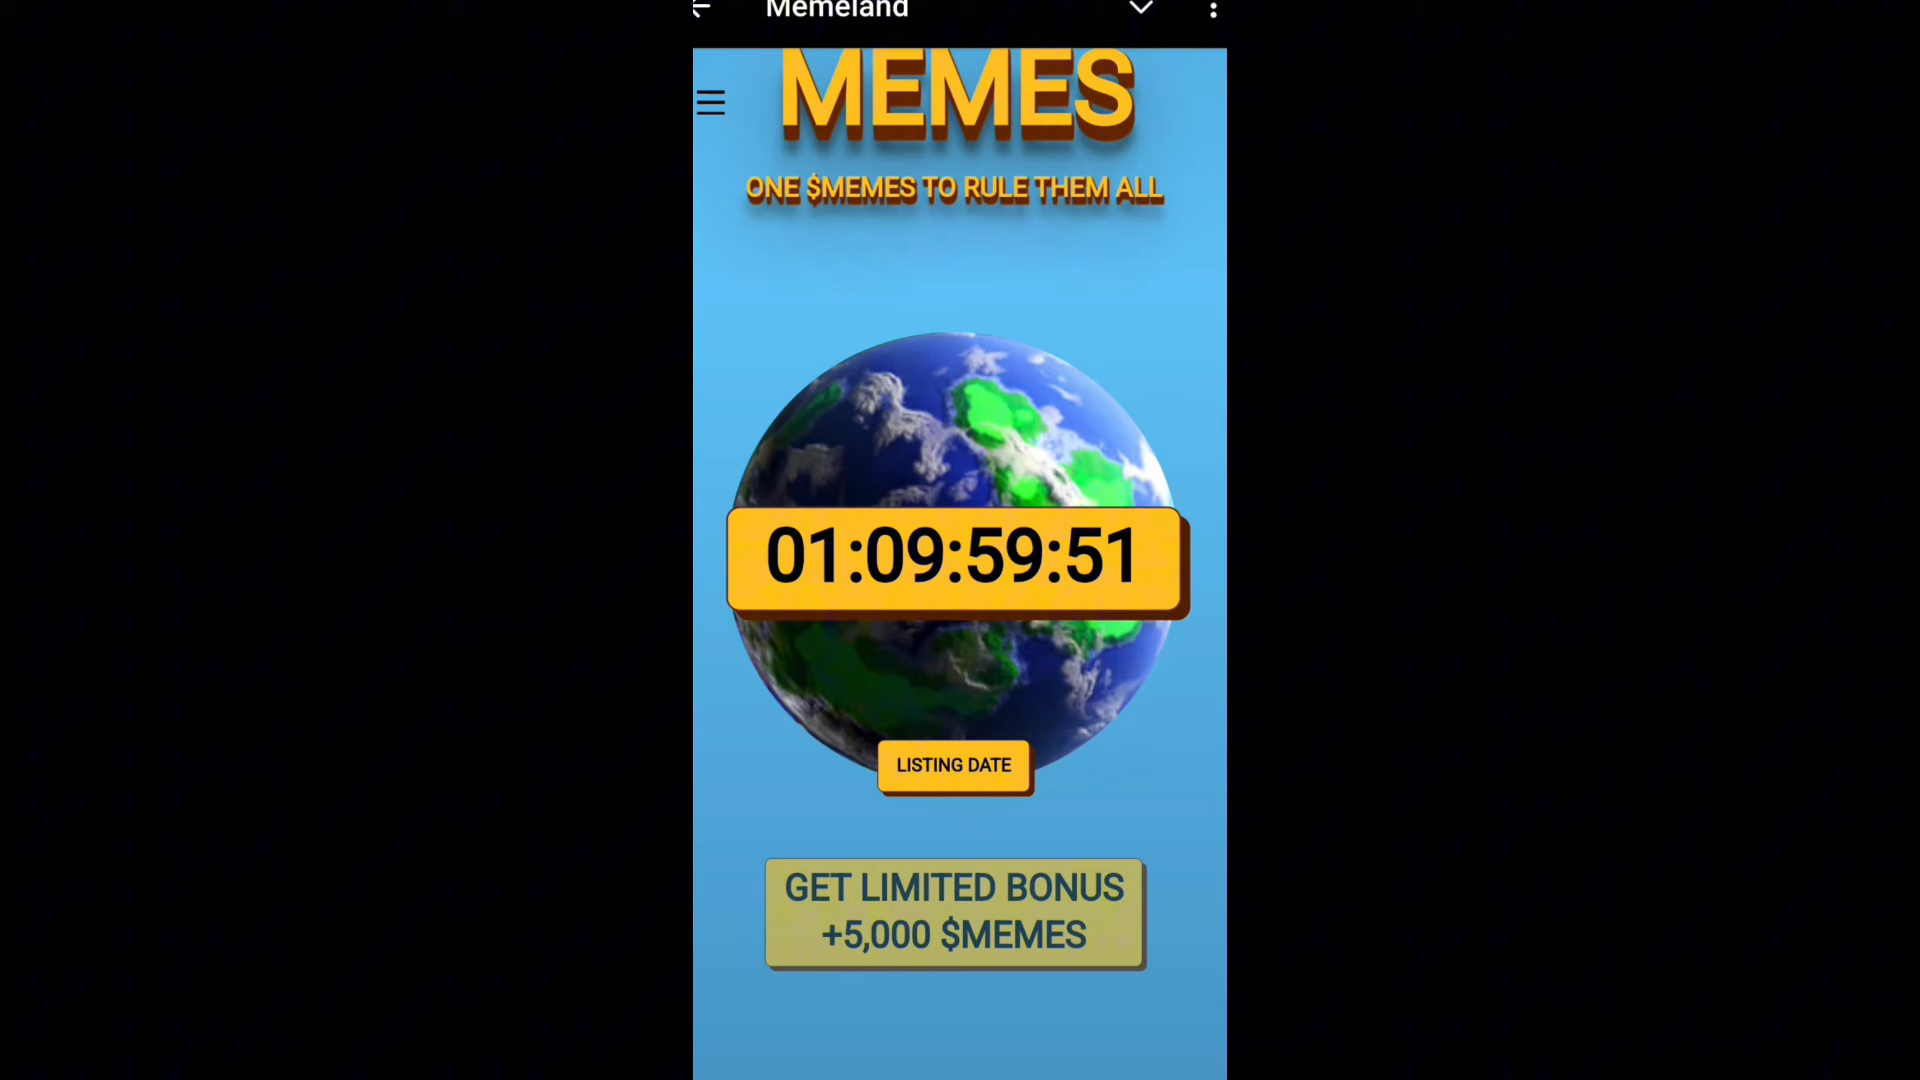 Memeland
MEMES
ONE $MEMES TO RULE THEM ALL
01:09:59:51
LISTING DATE
GET LIMITED BONUS
+5,000 $MEMES